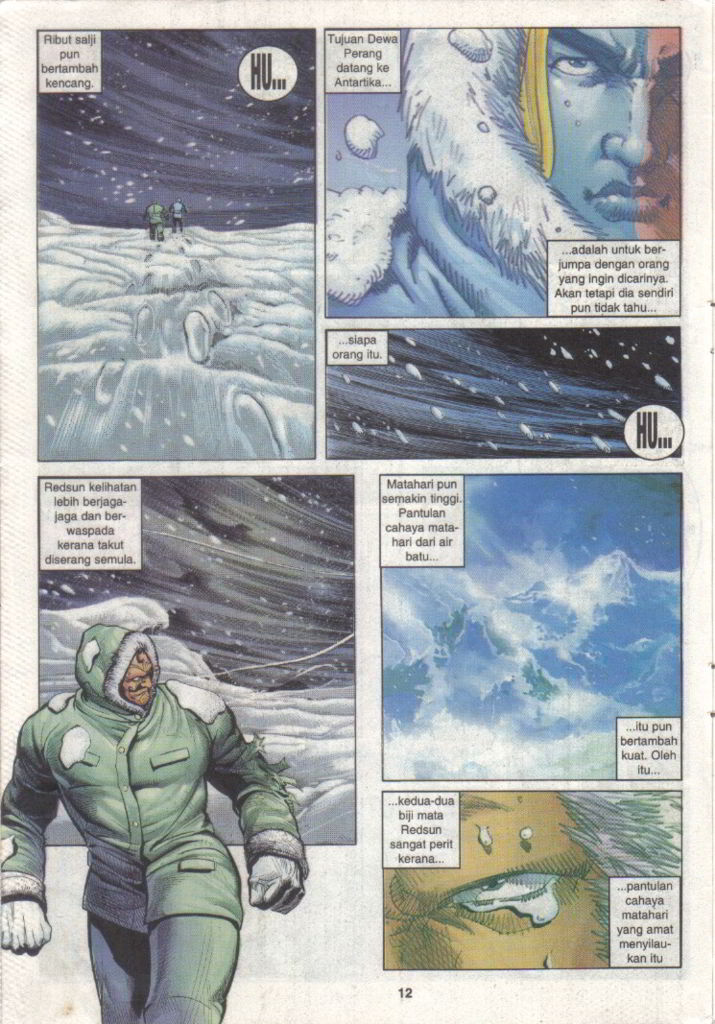 Ribut salji
pun
bertambah
kencang.
HU...
Tujuan Dewa
Perang
datang ke
Antartika...
...adalah untuk ber-
jumpa dengan orang
yang ingin dicarinya.
Akan tetapi dia sendiri
pun tidak tahu...
...siapa
orang itu.
HU...
Redsun kelihatan
lebih berjaga-
jaga dan ber-
waspada
kerana takut
diserang semula.
Matahari pun
semakin tinggi.
Pantulan
cahaya mata-
hari dari air
batu...
...itu pun
bertambah
kuat. Oleh
itu...
...kedua-dua
biji mata
Redsun
sangat perit
kerana...
...pantulan
cahaya
matahari
yang amat
menyilau-
kan itu
12